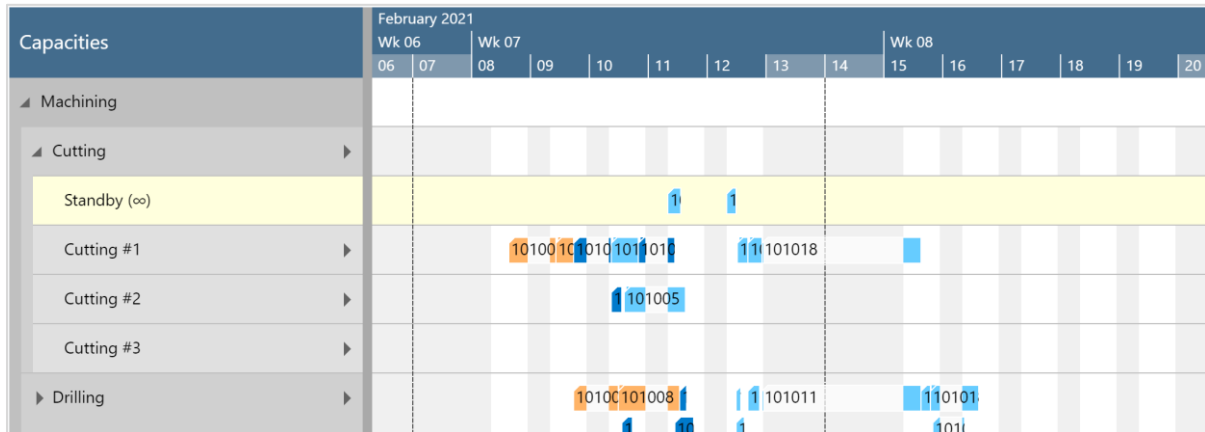 Capacities
February 2021
Wk 06 Wk 07 Wk 08
06 07 08 09 10 11 12 13 14 15 16 17 18 19 20
Machining
Cutting
Standby (∞)
Cutting #1 101018
Cutting #2 1 101005
Cutting #3
Drilling 101008 1 101011